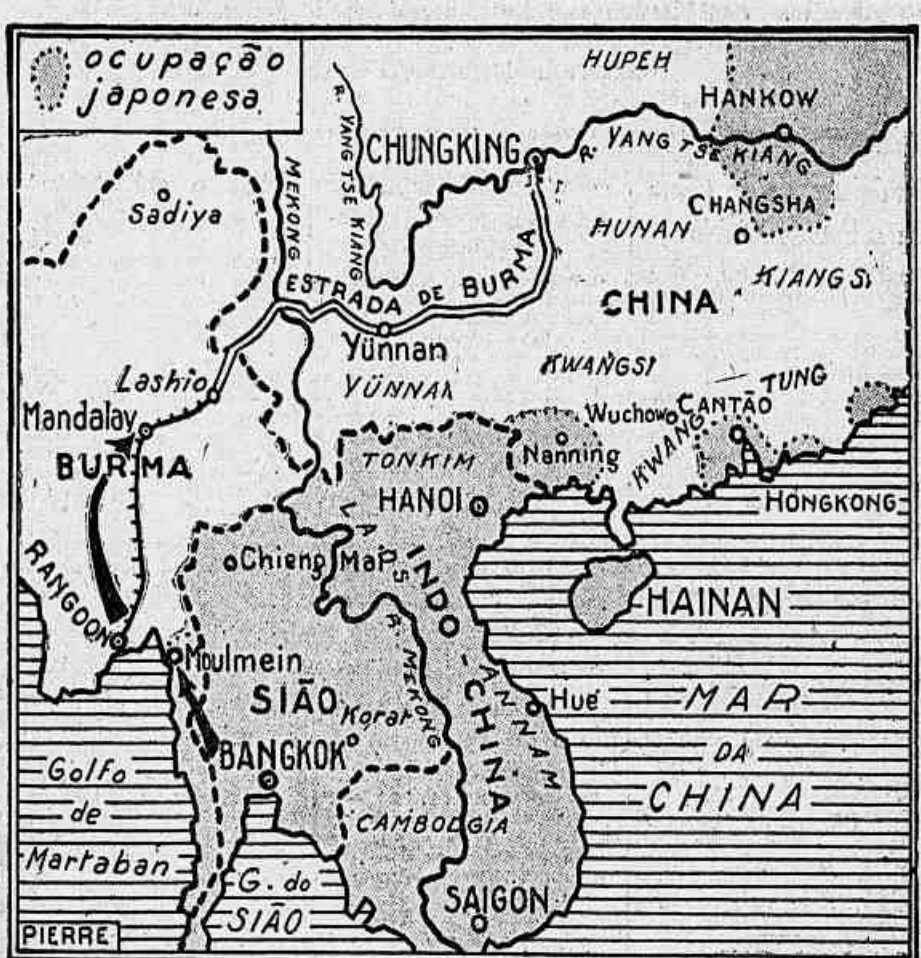 ocupação
japonesa
HUPEH
HANKOW
R. YANG TSE KIANG
CHUNGKING
R. YANG TSE KIANG
MEKONG
Sadiya
CHANGSHA
HUNAN
KIANGSI
ESTRADA DE BURMA
CHINA
Yünnan
YÜNNAN
KWANGSI
Lashio
Mandalay
Wuchow
CANTÃO
KWANG TUNG
BURMA
TONKIM
Nanning
HANOI
HONGKONG
Chieng Mai
LAPS
INDO-CHINA
HAINAN
RANGOON
Moulmein
R. MEKONG
ANNAM
SIÃO
Korat
Hué
MAR
DA
CHINA
BANGKOK
Golfo
de
Martaban
CAMBODGIA
G. do
SIÃO
SAIGON
PIERRE